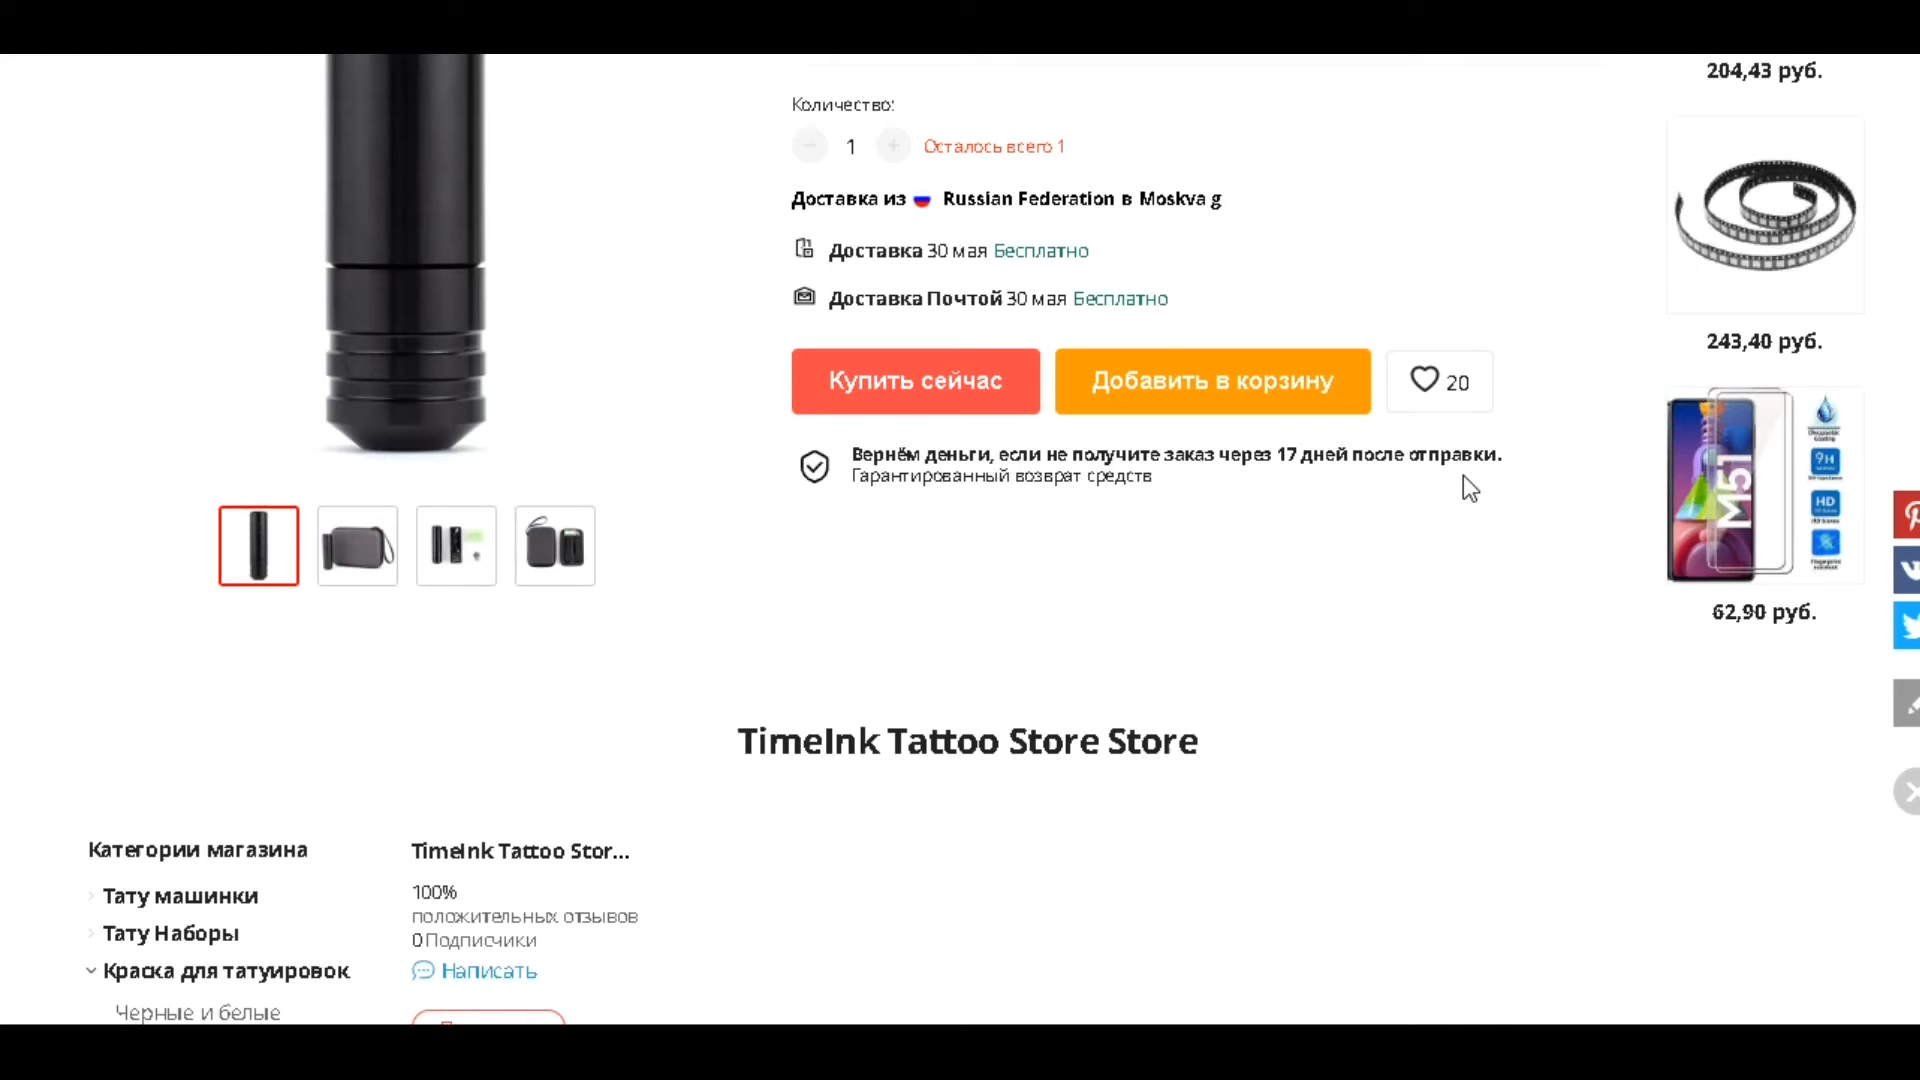 204,43 руб.
Количество:
1
Осталось всего 1
Доставка из Russian Federation в Moskva g
Доставка 30 мая Бесплатно
Доставка Почтой 30 мая Бесплатно
243,40 руб.
Купить сейчас
Добавить в корзину
20
Вернём деньги, если не получите заказ через 17 дней после отправки.
Гарантированный возврат средств
M51
9H
HD
62,90 руб.
TimeInk Tattoo Store Store
Категории магазина
Тату машинки
Тату Наборы
Краска для татуировок
Черные и белые
TimeInk Tattoo Stor...
100%
положительных отзывов
0 Подписчики
Написать